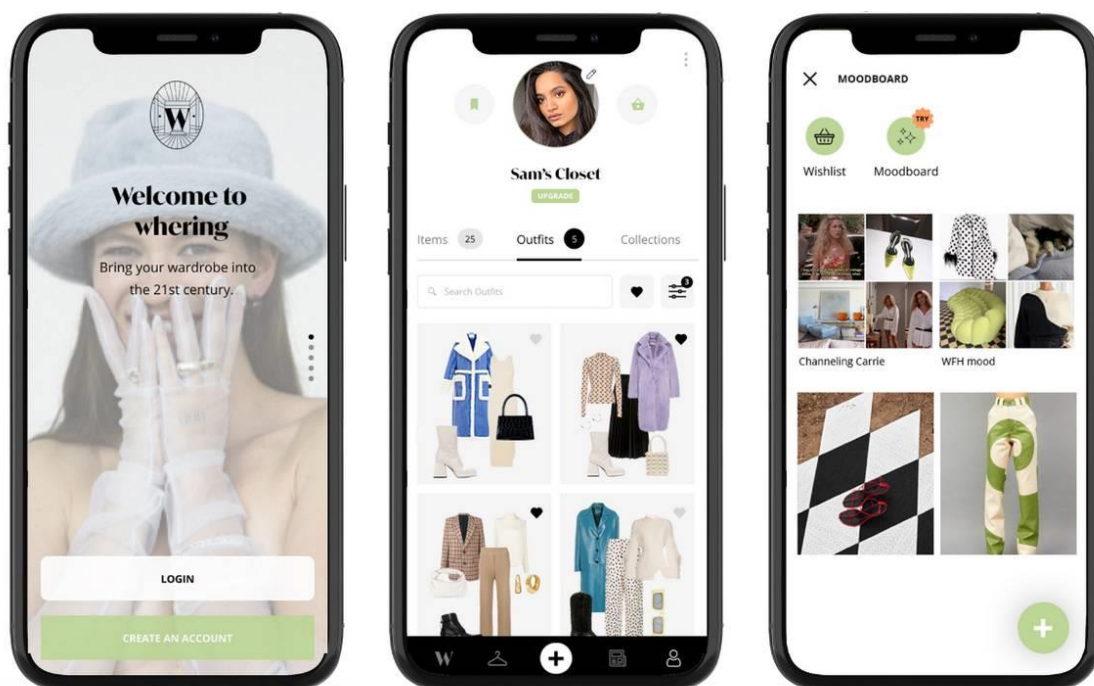 W
Welcome to
whering
Bring your wardrobe into
the 21st century.
LOGIN
CREATE AN ACCOUNT
Sam's Closet
UPGRADE
Items 25 Outfits 5 Collections
Search Outfits
3
W
MOODBOARD
TRY
Wishlist Moodboard
Channeling Carrie WFH mood